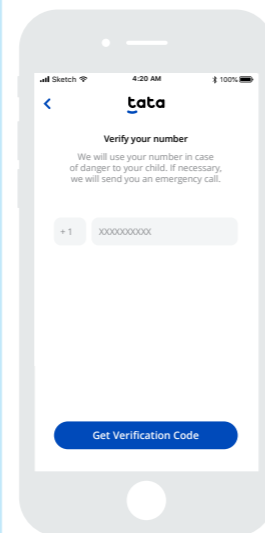 Sketch 4:20 AM 100%
tata
Verify your number
We will use your number in case
of danger to your child. If necessary,
we will send you an emergency call.
+ 1 XXXXXXXXXX
Get Verification Code